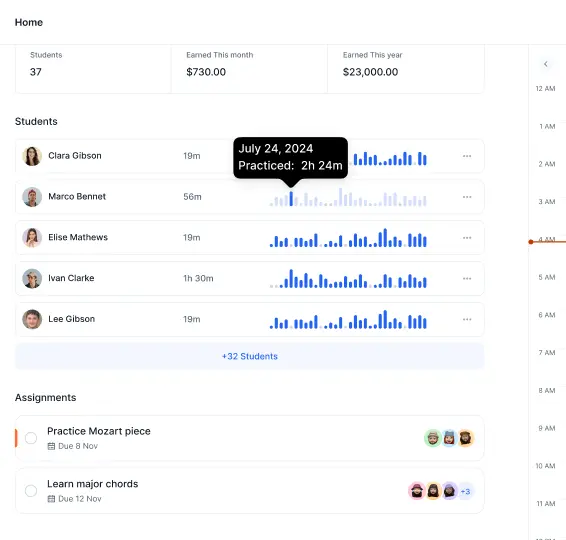 Home
Students
Earned This month
Earned This year
37
$730.00
$23,000.00
Students
Clara Gibson
19m
July 24, 2024
Practiced: 2h 24m
Marco Bennet
56m
Elise Mathews
19m
Ivan Clarke
1h 30m
Lee Gibson
19m
+32 Students
Assignments
Practice Mozart piece
Due 8 Nov
Learn major chords
Due 12 Nov
+3
12 AM
1 AM
2 AM
3 AM
4 AM
5 AM
6 AM
7 AM
8 AM
9 AM
10 AM
11 AM